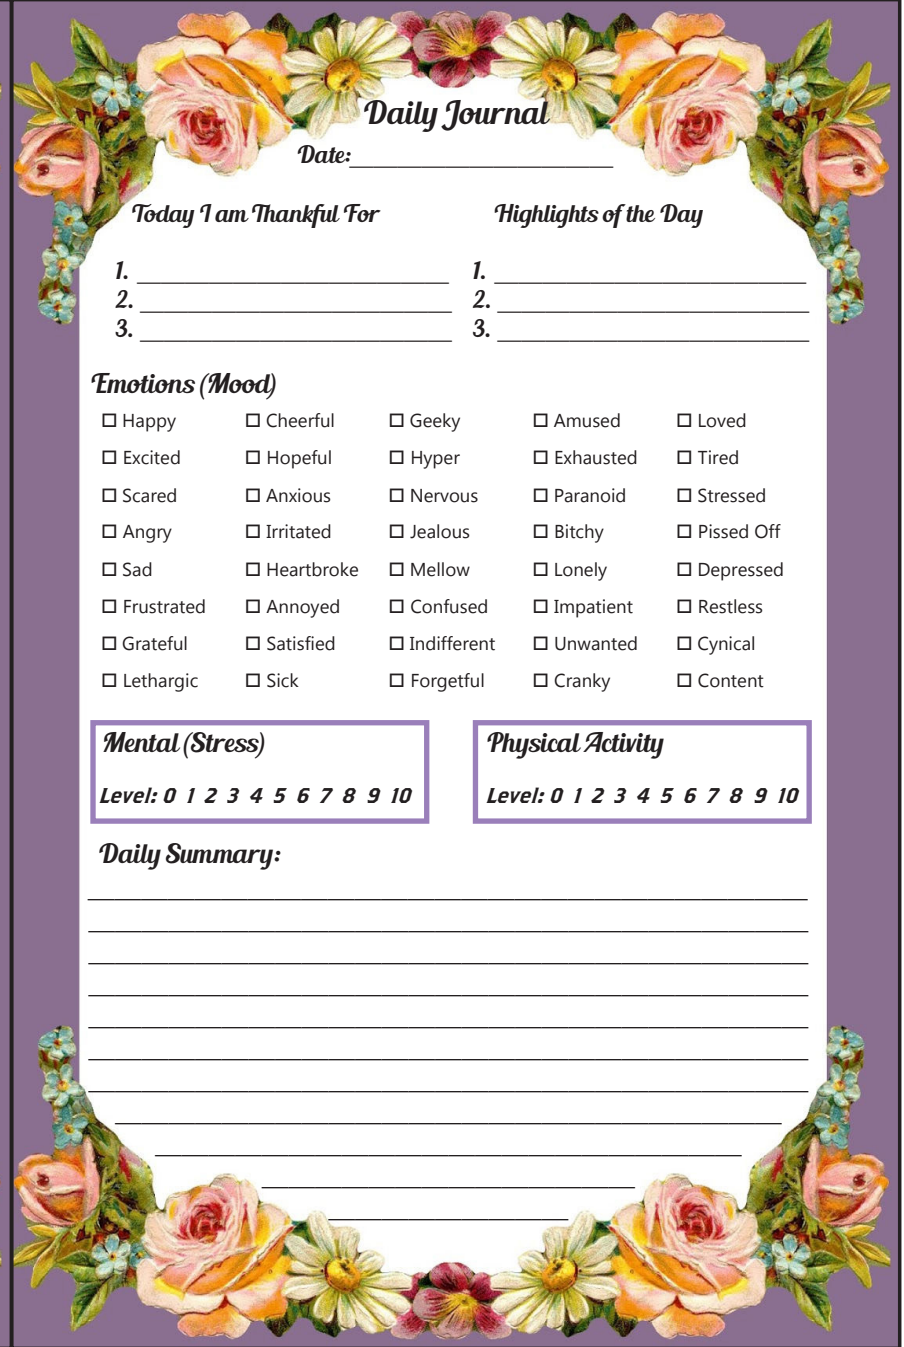 Daily Journal
Date:
Today I am Thankful For
1.
2.
3.
Highlights of the Day
1.
2.
3.
Emotions (Mood)
Happy Cheerful Geeky Amused Loved
Excited Hopeful Hyper Exhausted Tired
Scared Anxious Nervous Paranoid Stressed
Angry Irritated Jealous Bitchy Pissed Off
Sad Heartbroke Mellow Lonely Depressed
Frustrated Annoyed Confused Impatient Restless
Grateful Satisfied Indifferent Unwanted Cynical
Lethargic Sick Forgetful Cranky Content
Mental (Stress)
Level: 0 1 2 3 4 5 6 7 8 9 10
Physical Activity
Level: 0 1 2 3 4 5 6 7 8 9 10
Daily Summary: